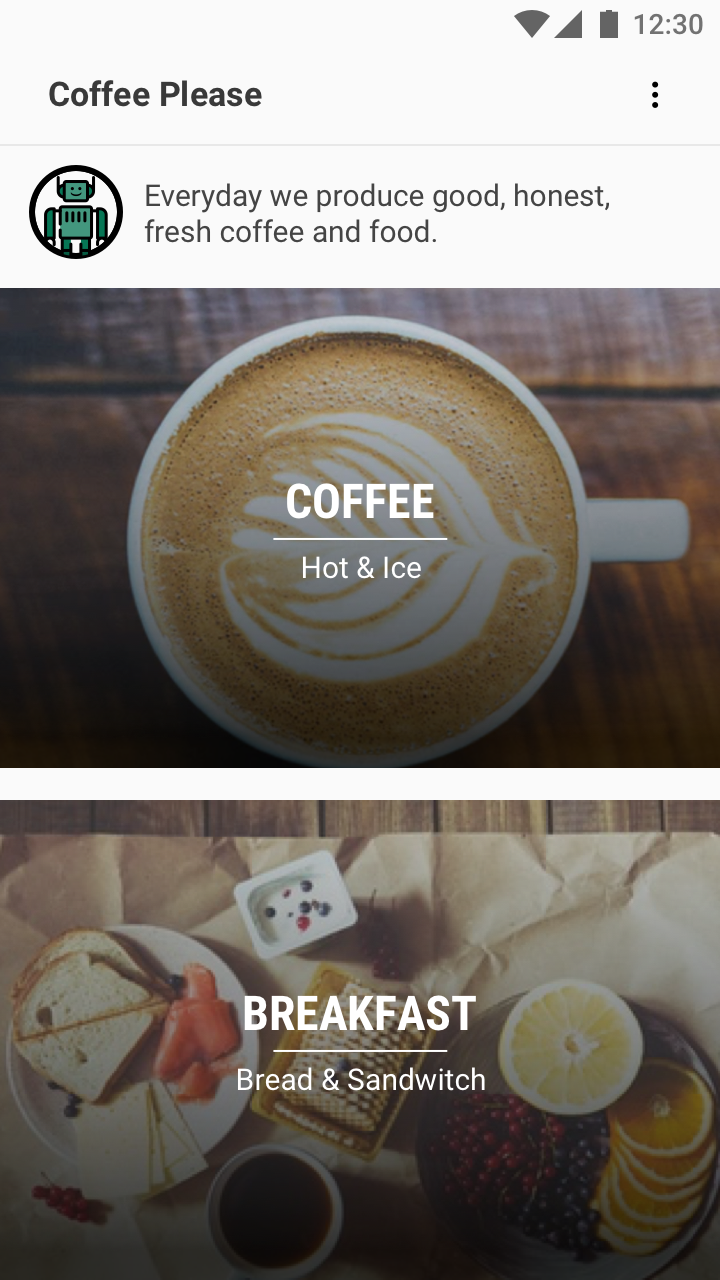 12:30
Coffee Please
Everyday we produce good, honest,
fresh coffee and food.
COFFEE
Hot & Ice
BREAKFAST
Bread & Sandwitch